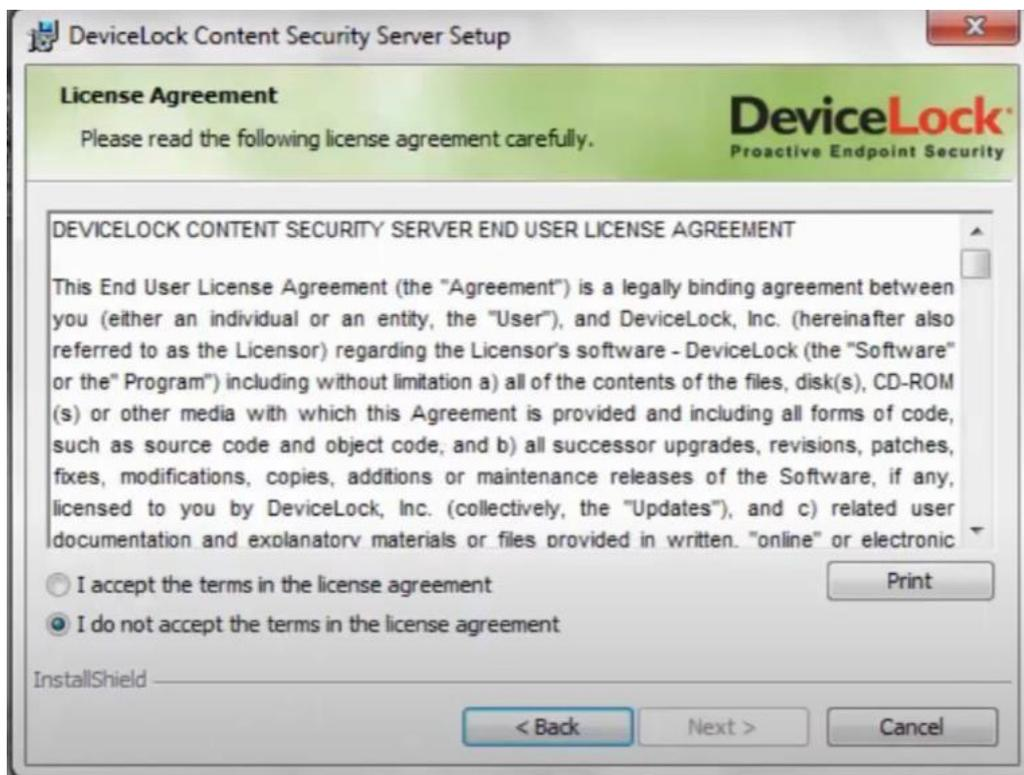 DeviceLock Content Security Server Setup
License Agreement
Please read the following license agreement carefully.
DeviceLock
Proactive Endpoint Security
DEVICELOCK CONTENT SECURITY SERVER END USER LICENSE AGREEMENT
This End User License Agreement (the "Agreement") is a legally binding agreement between
you (either an individual or an entity, the "User"), and DeviceLock, Inc. (hereinafter also
referred to as the Licensor) regarding the Licensor's software - DeviceLock (the "Software"
or the" Program") including without limitation a) all of the contents of the files, disk(s), CD-ROM
(s) or other media with which this Agreement is provided and including all forms of code,
such as source code and object code, and b) all successor upgrades, revisions, patches,
fixes, modifications, copies, additions or maintenance releases of the Software, if any,
licensed to you by DeviceLock, Inc. (collectively, the "Updates"), and c) related user
documentation and explanatory materials or files provided in written, "online" or electronic
I accept the terms in the license agreement
Print
I do not accept the terms in the license agreement
InstallShield
< Back
Next >
Cancel